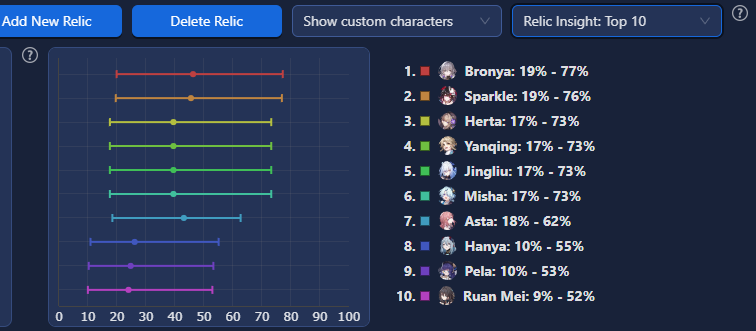 Add New Relic
Delete Relic
Show custom characters
Relic Insight: Top 10
?
?
1. Bronya: 19% - 77%
2. Sparkle: 19% - 76%
3. Herta: 17% - 73%
4. Yanqing: 17% - 73%
5. Jingliu: 17% - 73%
6. Misha: 17% - 73%
7. Asta: 18% - 62%
8. Hanya: 10% - 55%
9. Pela: 10% - 53%
10. Ruan Mei: 9% - 52%
0 10 20 30 40 50 60 70 80 90 100